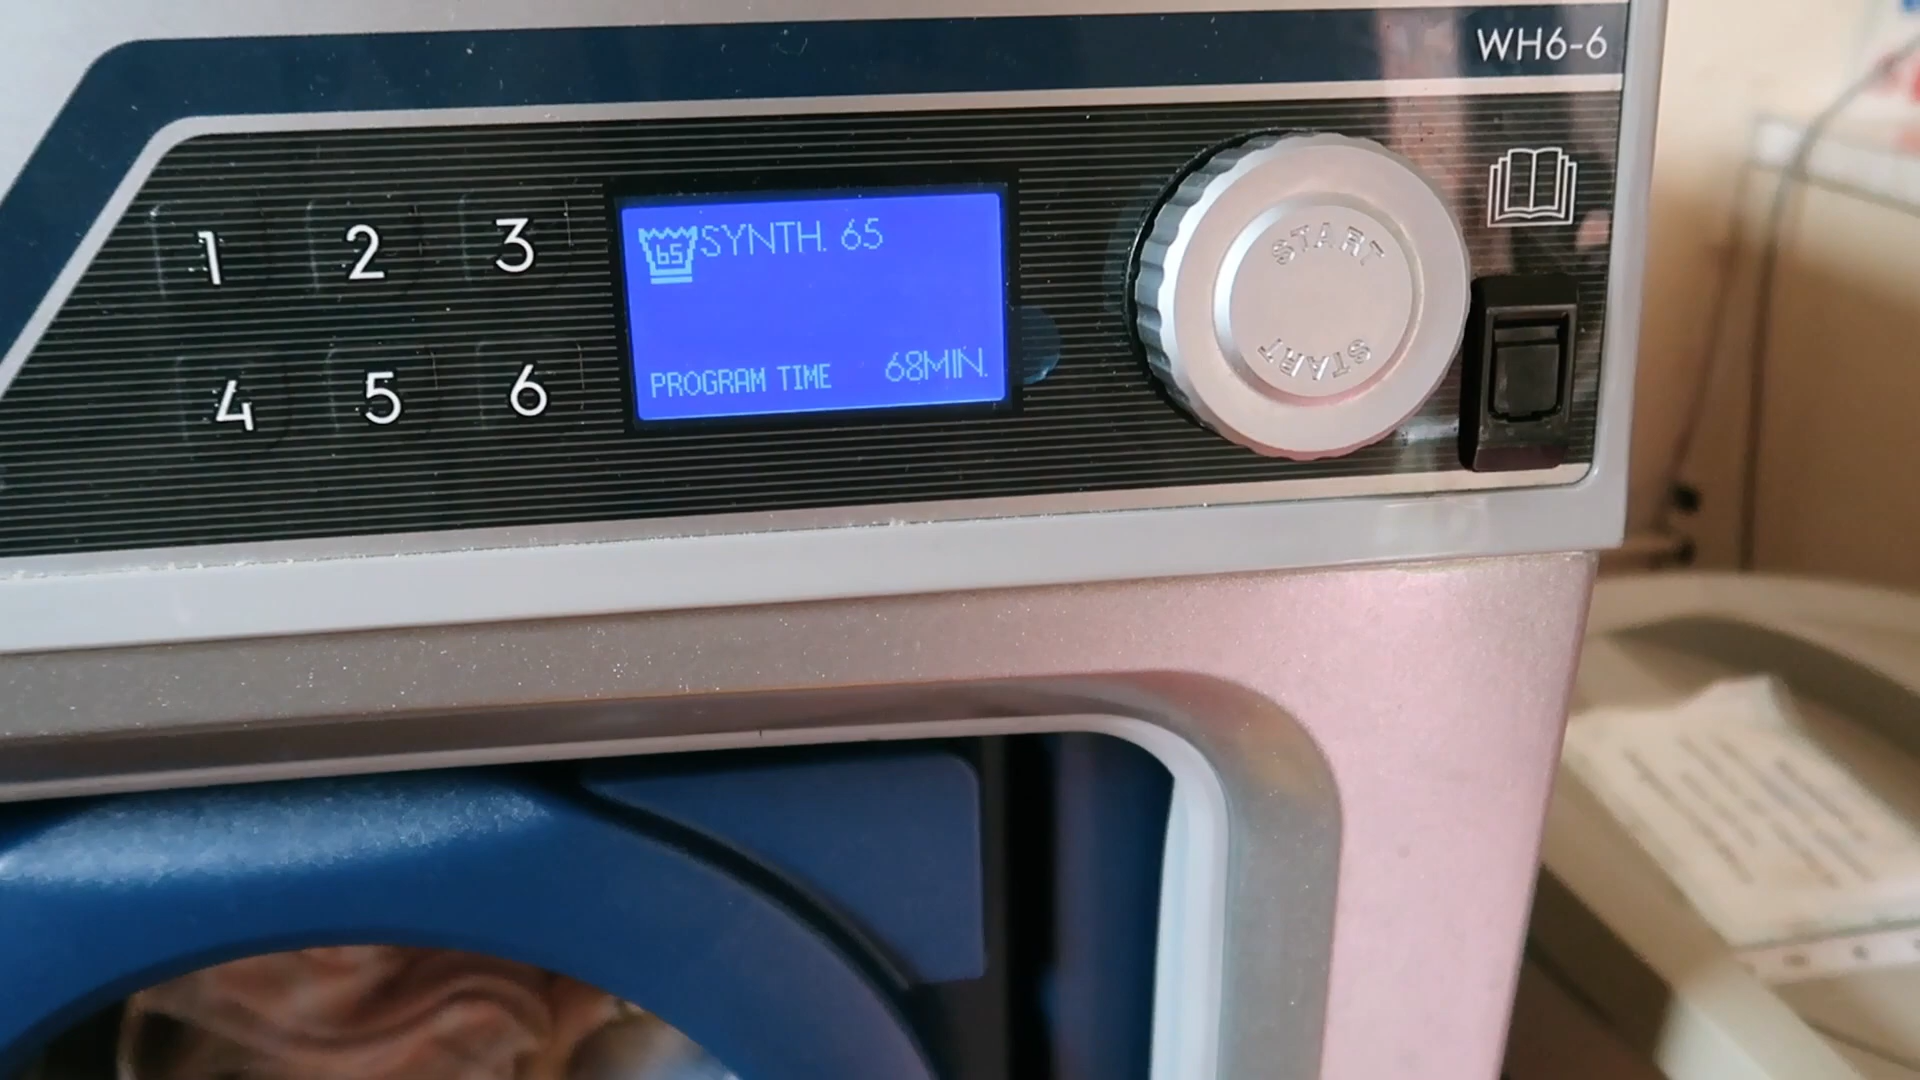 WH6-6
1 2 3
4 5 6
65 SYNTH. 65
PROGRAM TIME 68MIN.
START
START